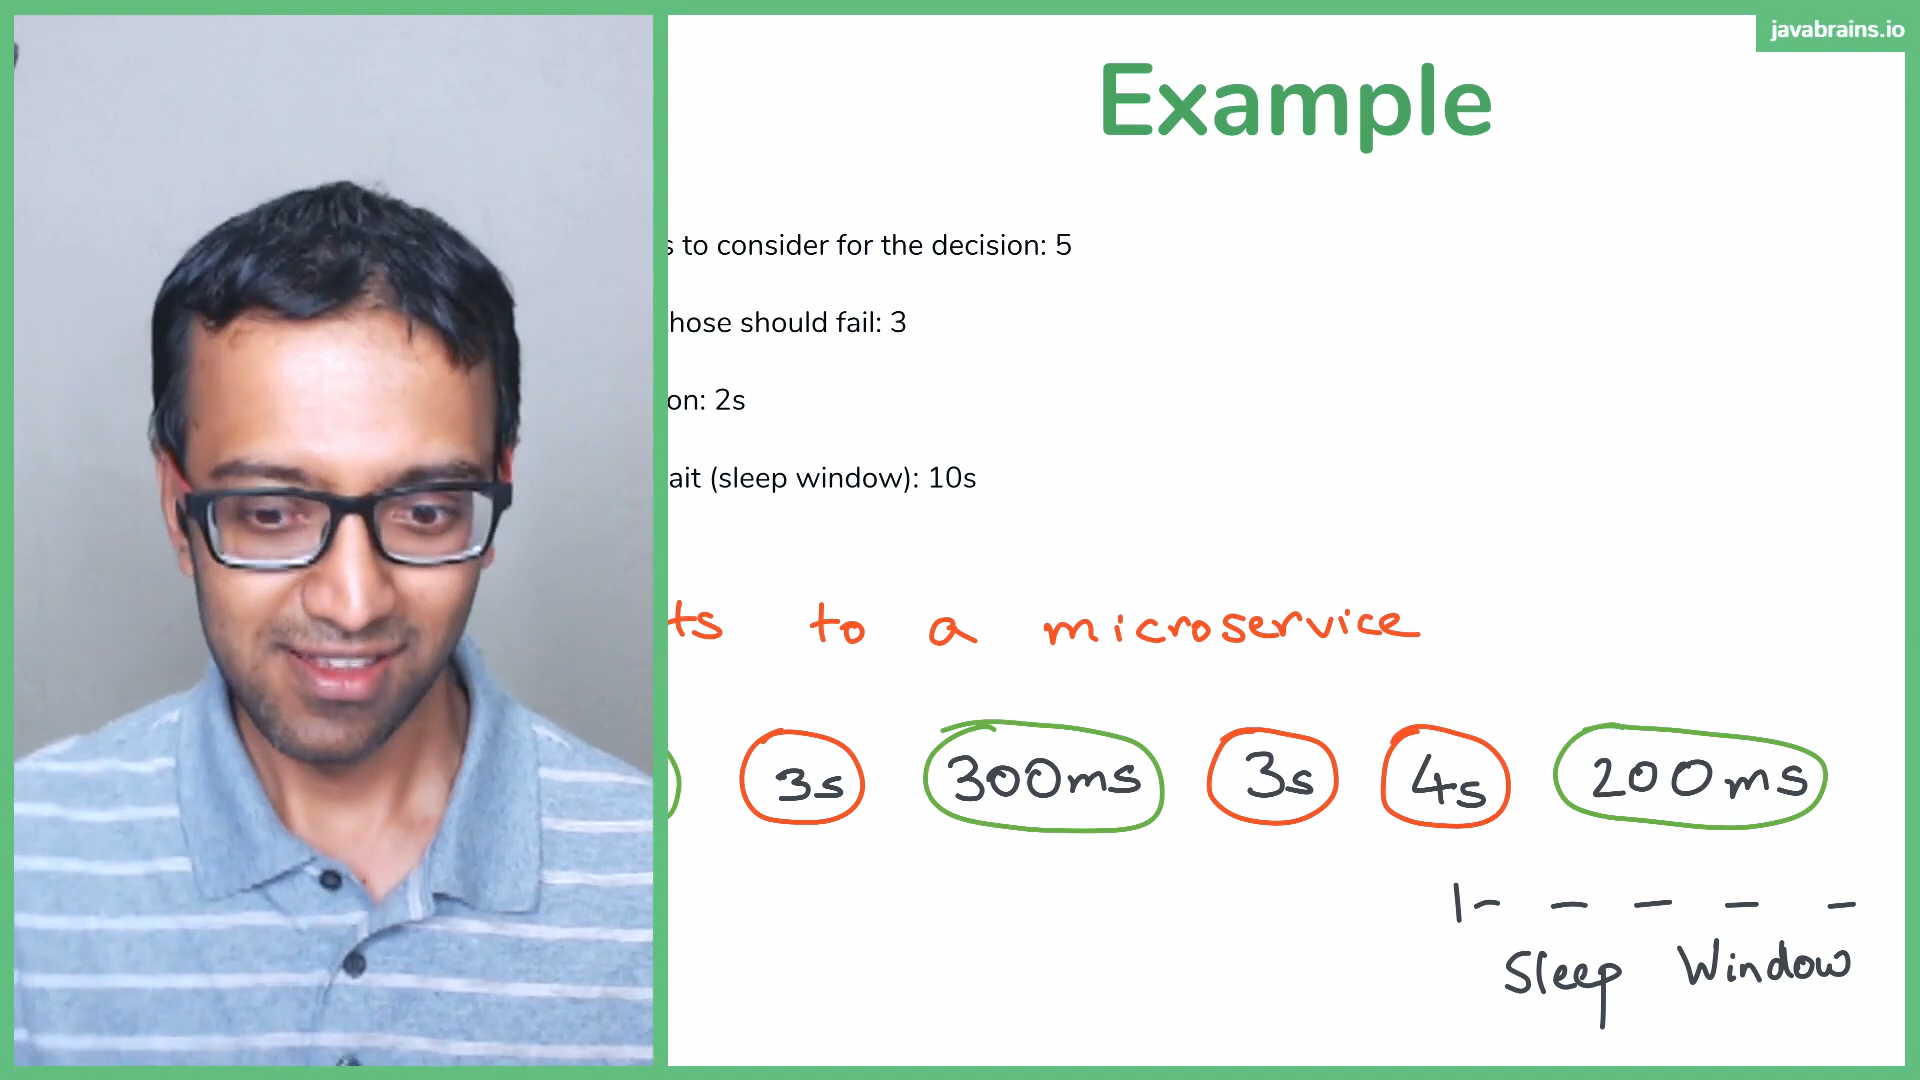 javabrains.io
Example
s to consider for the decision: 5
hose should fail: 3
on: 2s
ait (sleep window): 10s
ts to a microservice
3s 300ms 3s 4s 200ms
Sleep Window